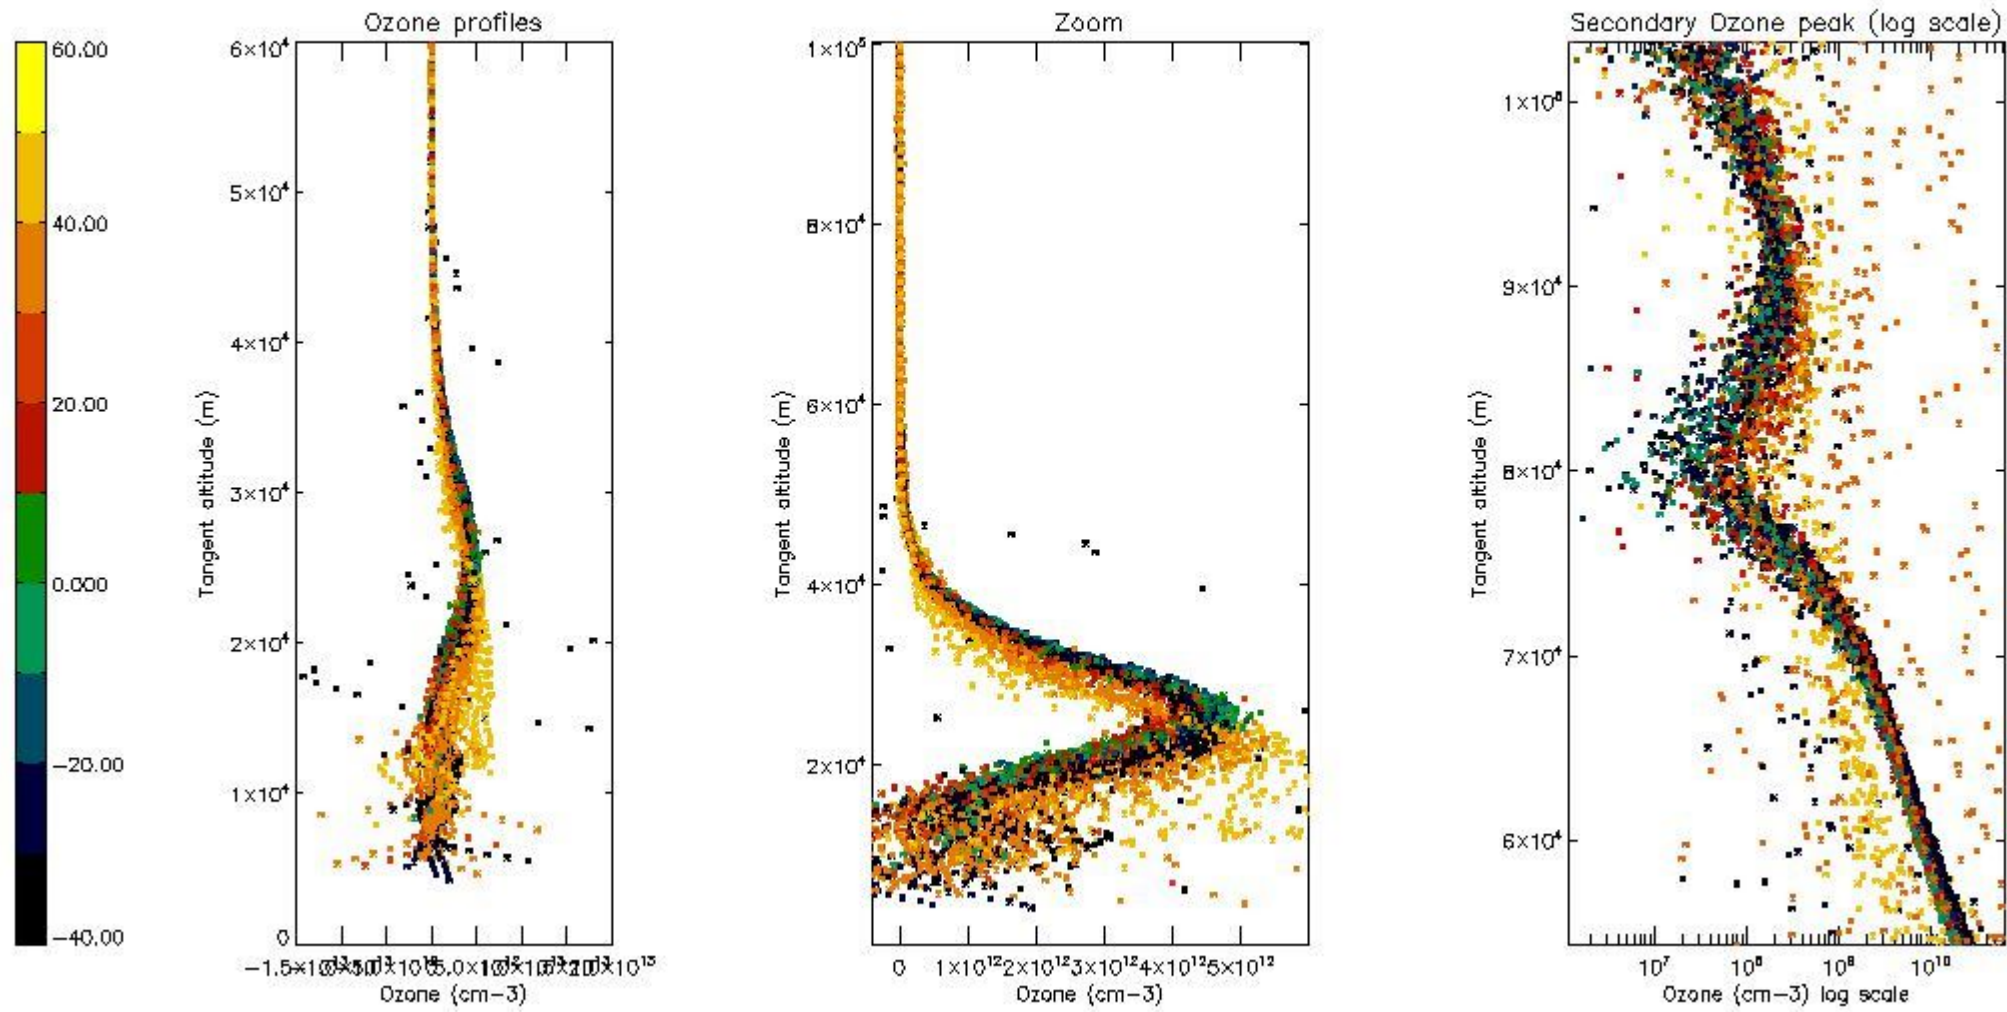 Ozone profiles
Zoom
Secondary Ozone peak (log scale)
60.00
40.00
20.00
0.000
−20.00
−40.00
6×10⁴
5×10⁴
4×10⁴
3×10⁴
2×10⁴
1×10⁴
0
Tangent altitude (m)
Ozone (cm−3)
1×10⁵
8×10⁴
6×10⁴
4×10⁴
2×10⁴
Tangent altitude (m)
0 1×10¹² 2×10¹² 3×10¹² 4×10¹² 5×10¹²
Ozone (cm−3)
1×10⁵
9×10⁴
8×10⁴
7×10⁴
6×10⁴
Tangent altitude (m)
10⁷ 10⁸ 10⁹ 10¹⁰
Ozone (cm−3) log scale